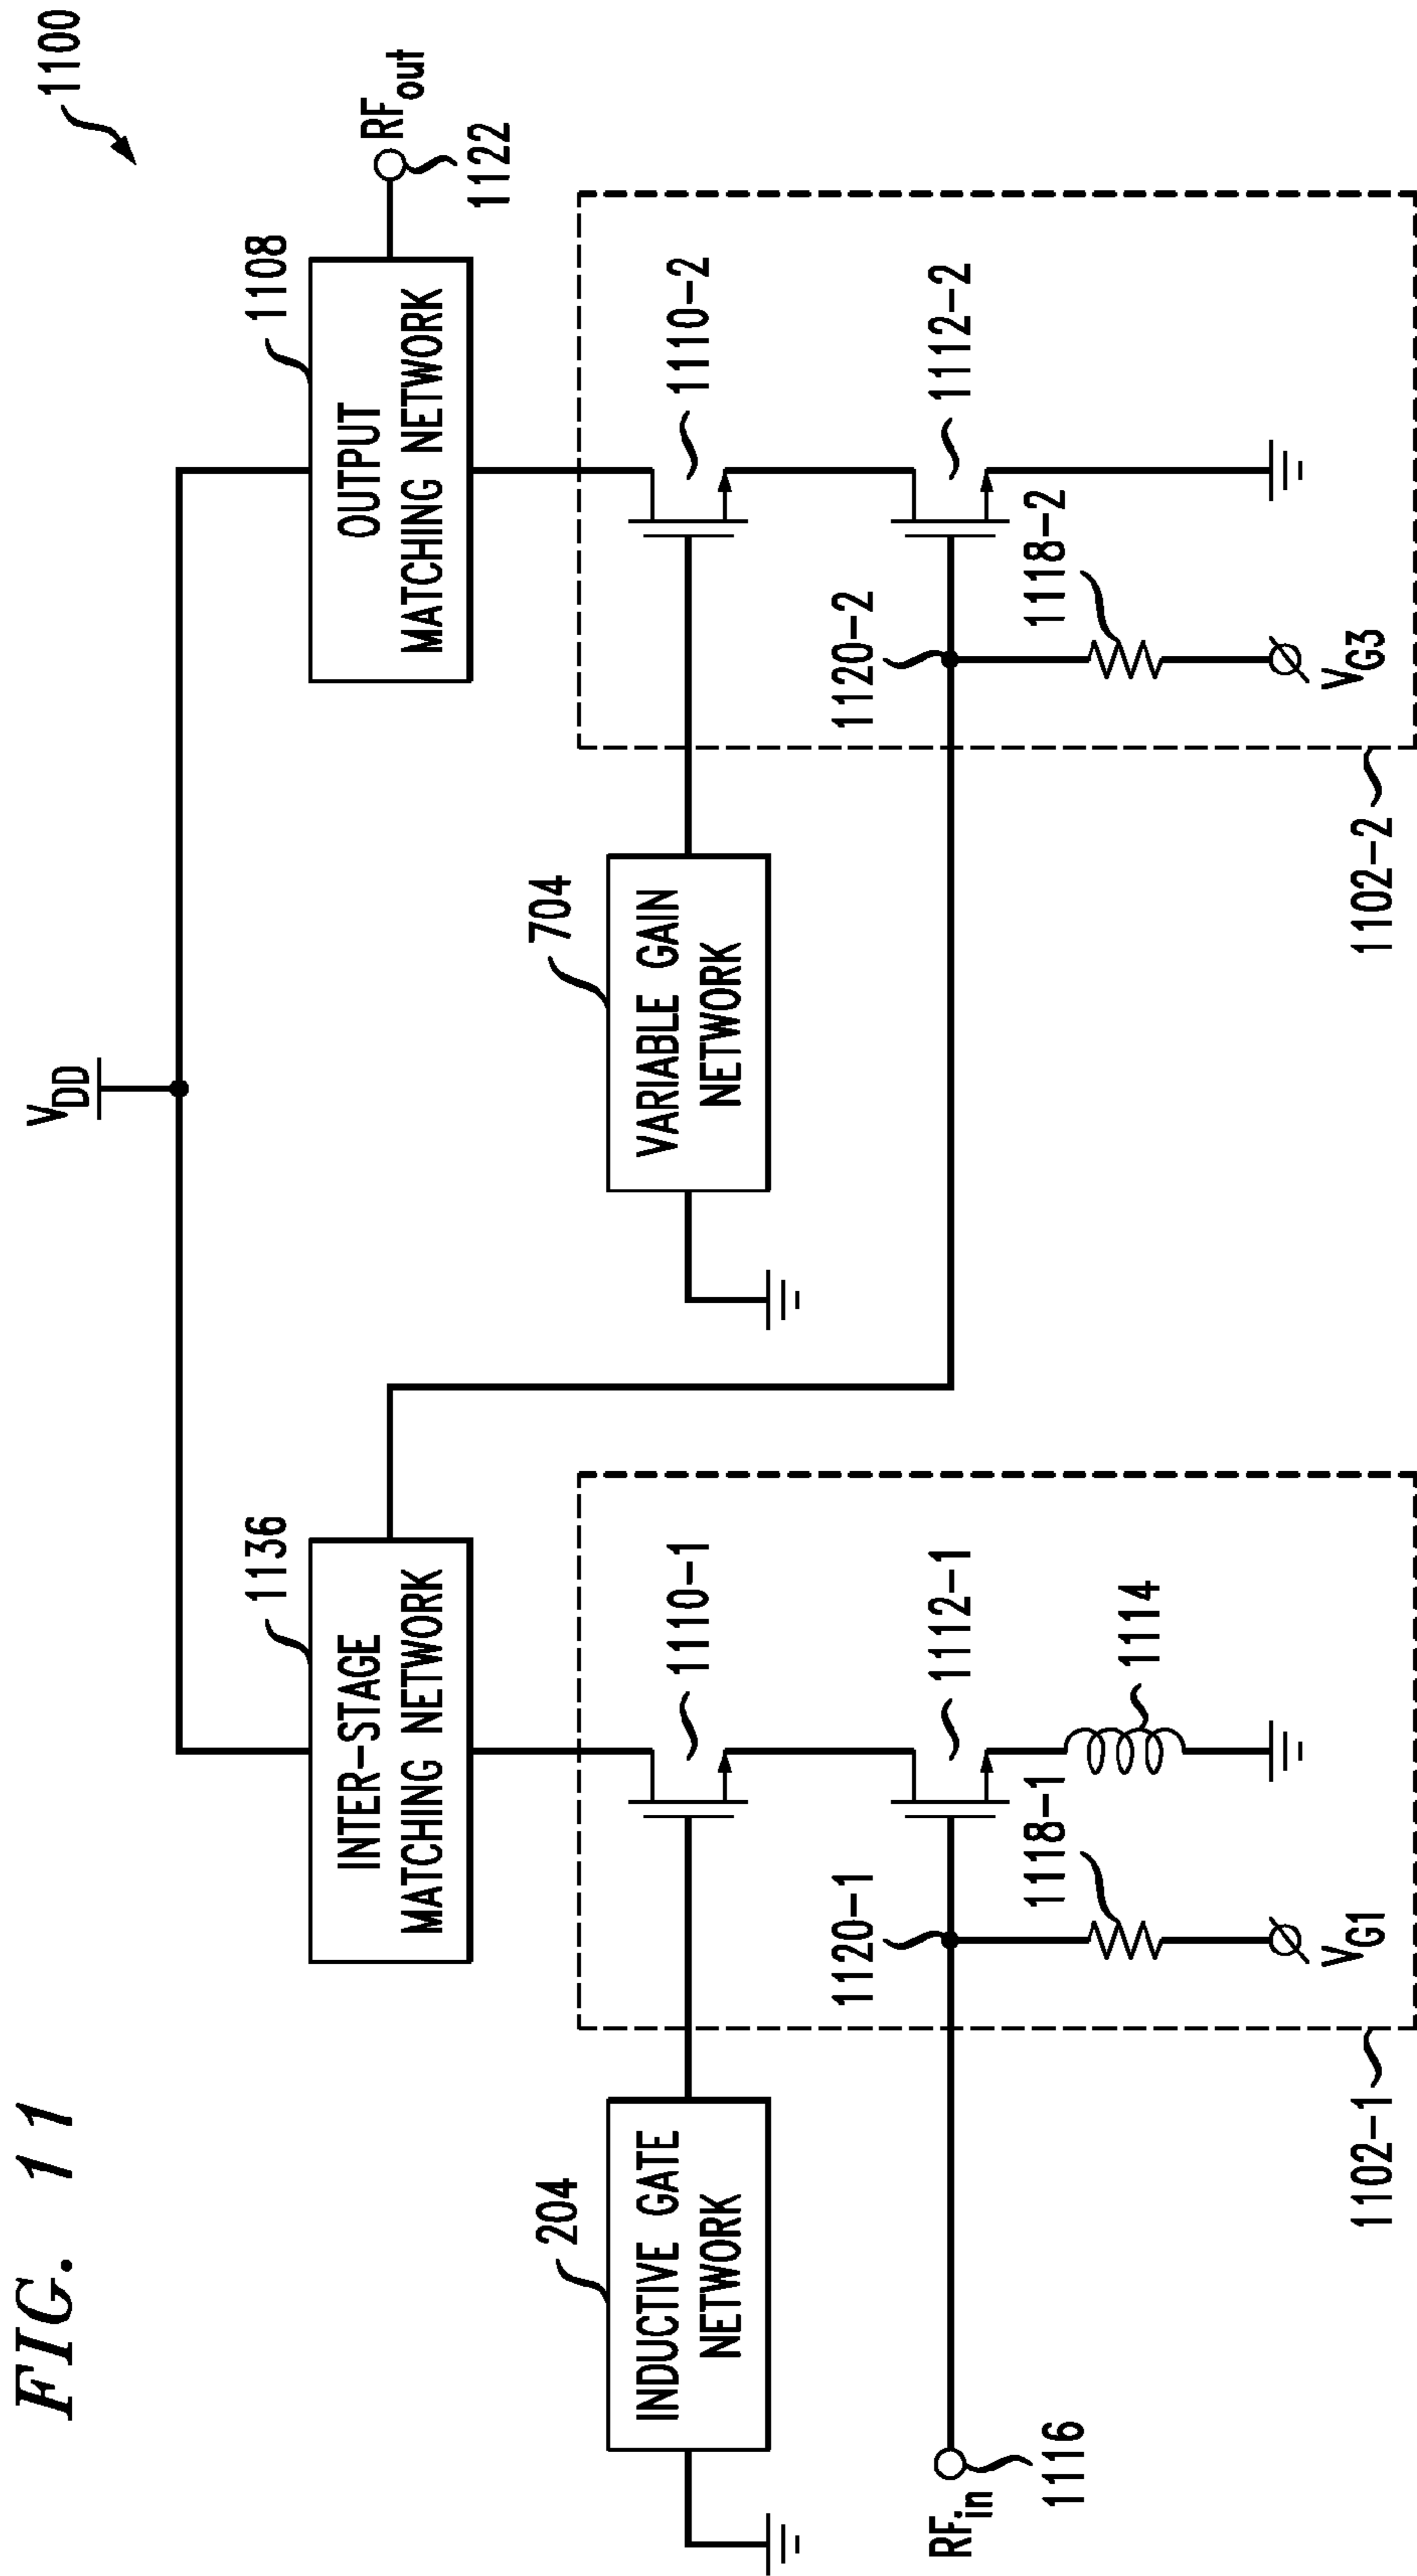 FIG. 11
1100
VDD
INTER-STAGE
MATCHING NETWORK
1136
OUTPUT
MATCHING NETWORK
1108
RFout
1122
INDUCTIVE GATE
NETWORK
204
1110-1
VARIABLE GAIN
NETWORK
704
1110-2
RFin
1116
1120-1
1112-1
1118-1
1114
VG1
1102-1
1120-2
1112-2
1118-2
VG3
1102-2